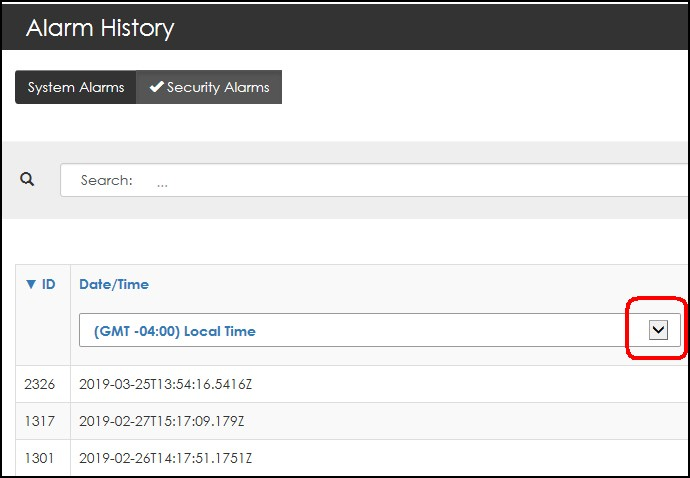 Alarm History
System Alarms ✔ Security Alarms
Search: ...
▼ ID Date/Time
(GMT -04:00) Local Time
2326 2019-03-25T13:54:16.5416Z
1317 2019-02-27T15:17:09.179Z
1301 2019-02-26T14:17:51.1751Z